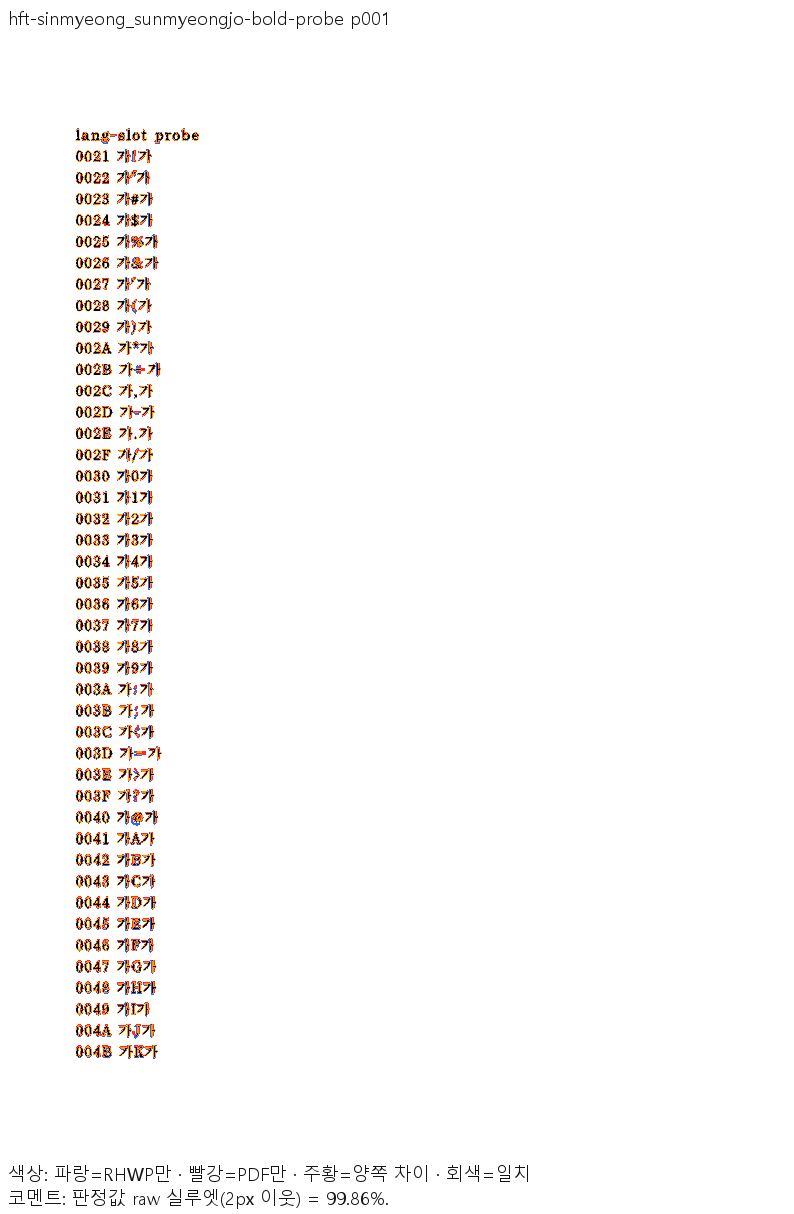 hft-sinmyeong_sunmyeongjo-bold-probe p001
lang-slot probe
0021 가!가
0022 가"가
0023 가#가
0024 가$가
0025 가%가
0026 가&가
0027 가'가
0028 가(가
0029 가)가
002A 가*가
002B 가+가
002C 가,가
002D 가-가
002E 가.가
002F 가/가
0030 가0가
0031 가1가
0032 가2가
0033 가3가
0034 가4가
0035 가5가
0036 가6가
0037 가7가
0038 가8가
0039 가9가
003A 가:가
003B 가;가
003C 가<가
003D 가=가
003E 가>가
003F 가?가
0040 가@가
0041 가A가
0042 가B가
0043 가C가
0044 가D가
0045 가E가
0046 가F가
0047 가G가
0048 가H가
0049 가I가
004A 가J가
004B 가K가
색상: 파랑=RHWP만 · 빨강=PDF만 · 주황=양쪽 차이 · 회색=일치
코멘트: 판정값 raw 실루엣(2px 이웃) = 99.86%.